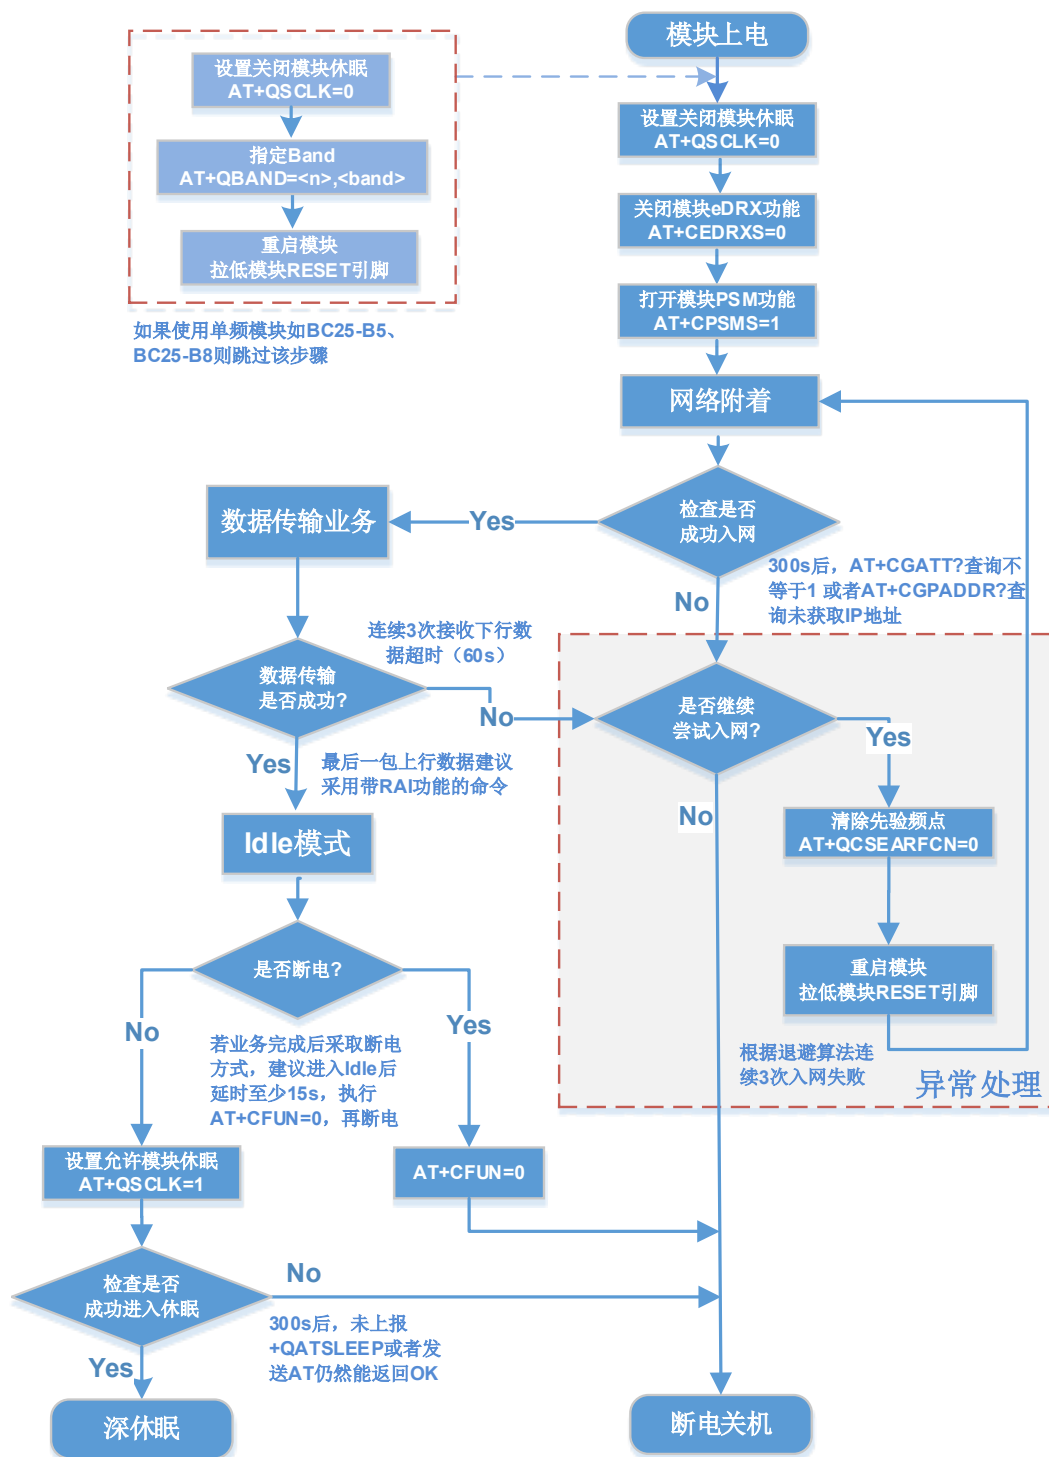 模块上电
设置关闭模块休眠
AT+QSCLK=0
指定Band
AT+QBAND=<n>,<band>
重启模块
拉低模块RESET引脚
如果使用单频模块如BC25-B5、
BC25-B8则跳过该步骤
设置关闭模块休眠
AT+QSCLK=0
关闭模块eDRX功能
AT+CEDRXS=0
打开模块PSM功能
AT+CPSMS=1
网络附着
检查是否
成功入网
Yes
数据传输业务
No
300s后，AT+CGATT?查询不
等于1 或者AT+CGPADDR?查
询未获取IP地址
连续3次接收下行数
据超时（60s）
数据传输
是否成功?
No
是否继续
尝试入网?
Yes
Yes
最后一包上行数据建议
采用带RAI功能的命令
No
清除先验频点
AT+QCSEARFCN=0
Idle模式
重启模块
拉低模块RESET引脚
根据退避算法连
续3次入网失败
异常处理
是否断电?
No
Yes
若业务完成后采取断电
方式，建议进入Idle后
延时至少15s，执行
AT+CFUN=0，再断电
设置允许模块休眠
AT+QSCLK=1
AT+CFUN=0
检查是否
成功进入休眠
No
300s后，未上报
+QATSLEEP或者发
送AT仍然能返回OK
Yes
深休眠
断电关机